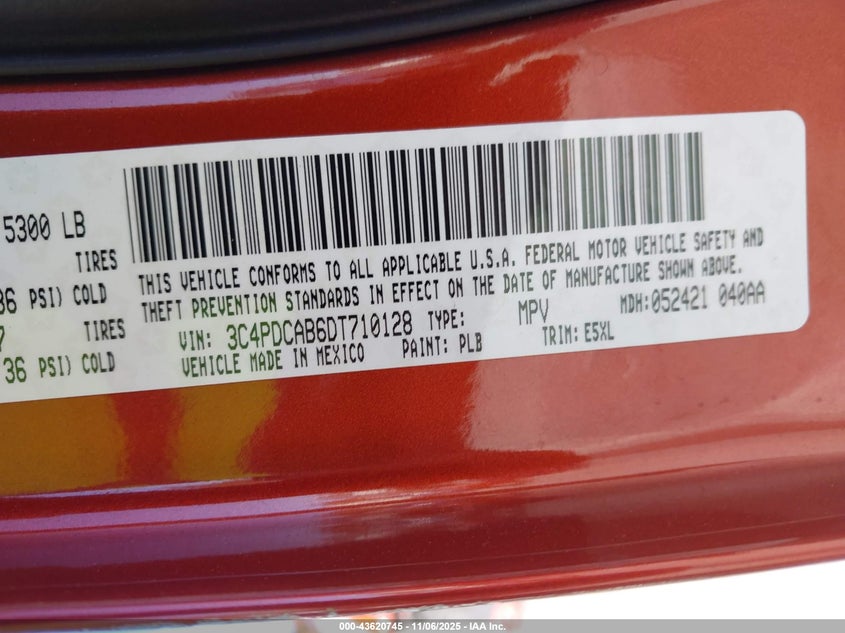 5300 LB
TIRES
36 PSI) COLD
7 TIRES
36 PSI) COLD
THIS VEHICLE CONFORMS TO ALL APPLICABLE U.S.A. FEDERAL MOTOR VEHICLE SAFETY AND
THEFT PREVENTION STANDARDS IN EFFECT ON THE DATE OF MANUFACTURE SHOWN ABOVE.
VIN: 3C4PDCAB6DT710128 TYPE: MPV MDH:052421 040AA
VEHICLE MADE IN MEXICO PAINT: PLB TRIM: E5XL
000-43620745 - 11/06/2025 - IAA Inc.